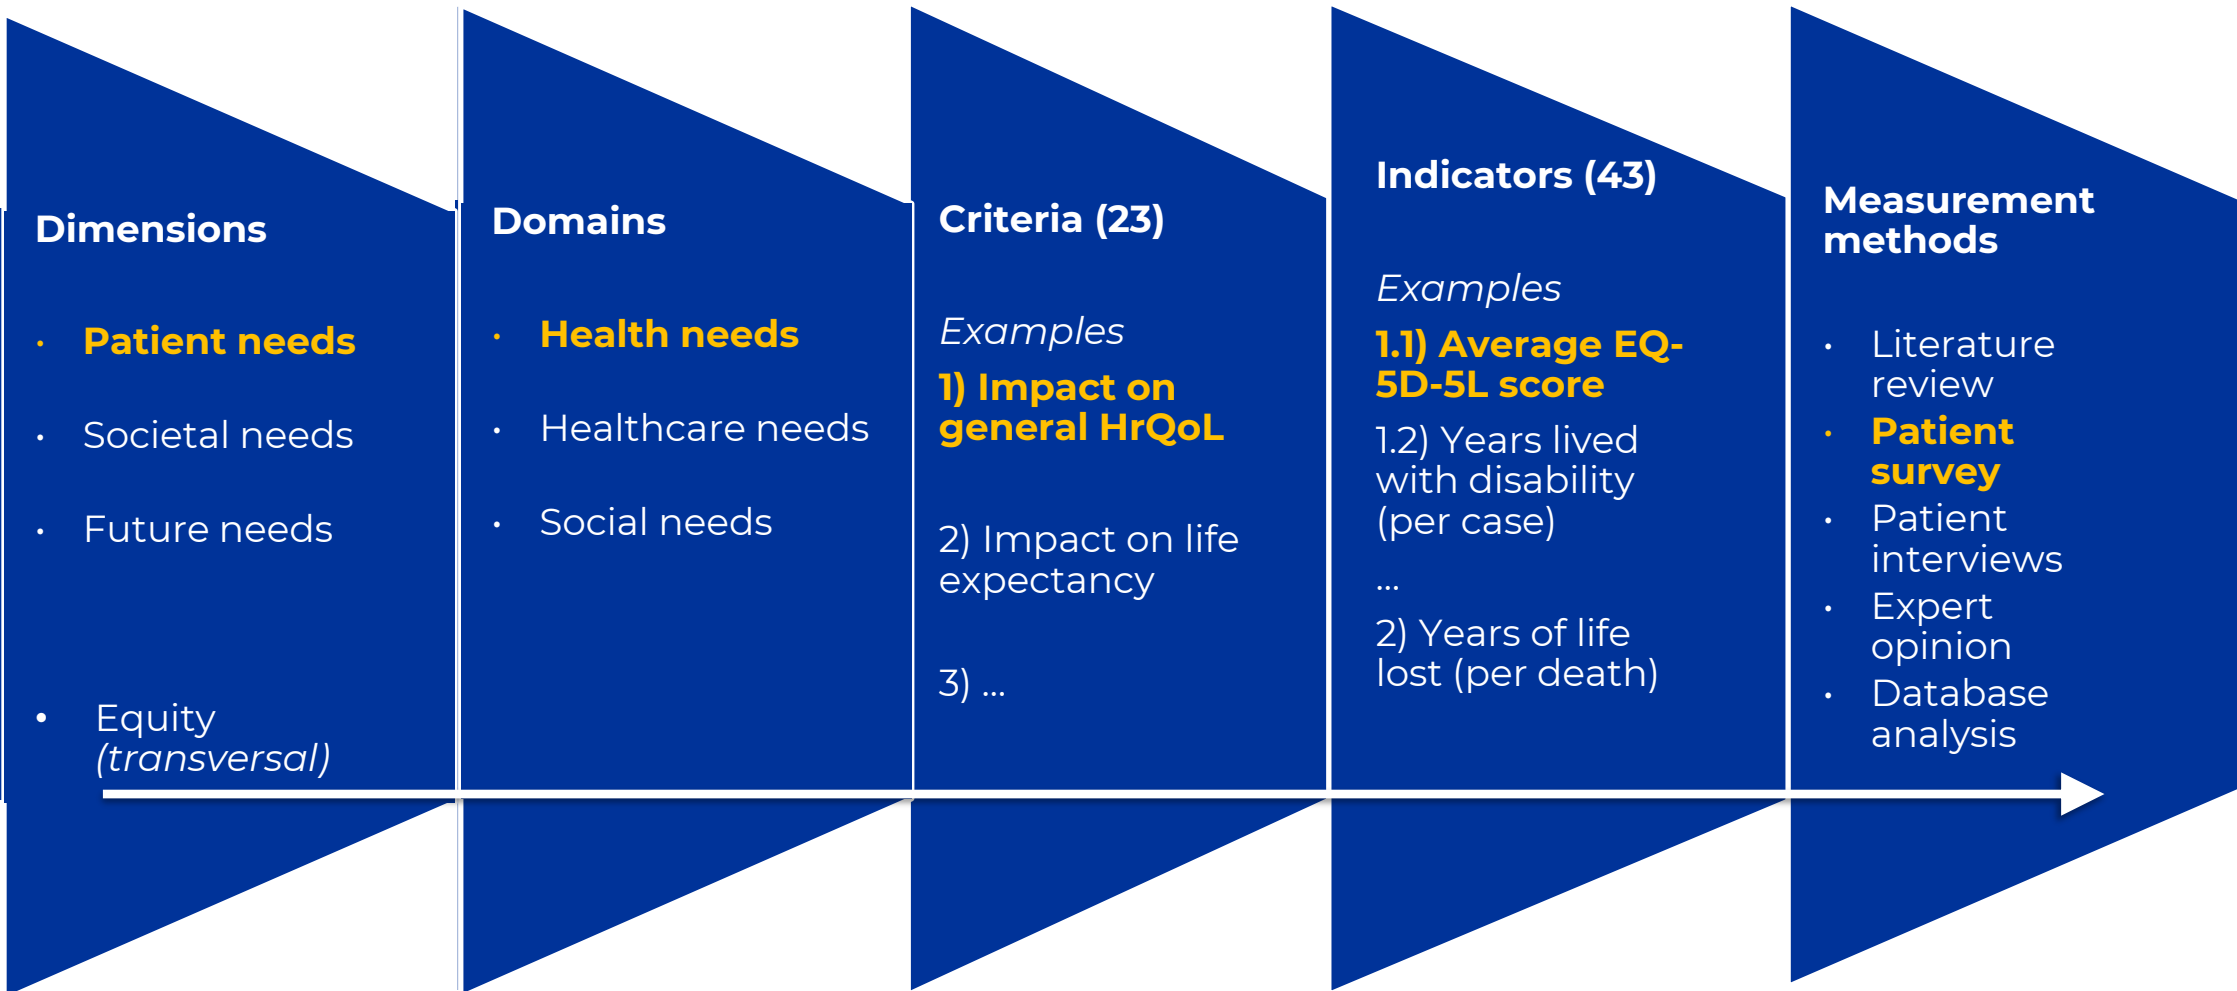 Dimensions
• Patient needs
• Societal needs
• Future needs
• Equity
(transversal)
Domains
• Health needs
• Healthcare needs
• Social needs
Criteria (23)
Examples
1) Impact on
general HrQoL
2) Impact on life
expectancy
3) ...
Indicators (43)
Examples
1.1) Average EQ-
5D-5L score
1.2) Years lived
with disability
(per case)
...
2) Years of life
lost (per death)
Measurement
methods
• Literature
review
• Patient
survey
• Patient
interviews
• Expert
opinion
• Database
analysis